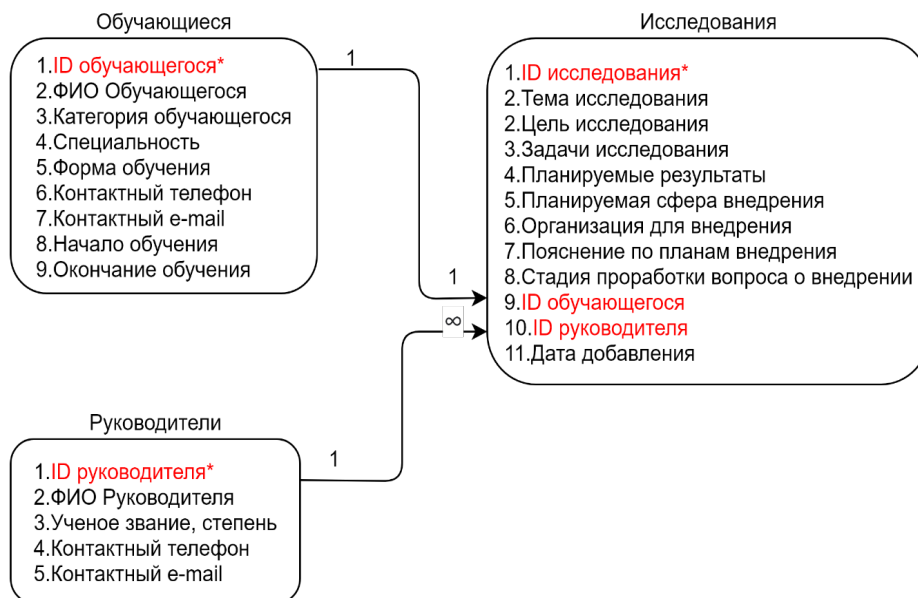 Обучающиеся
1.ID обучающегося*
2.ФИО Обучающегося
3.Категория обучающегося
4.Специальность
5.Форма обучения
6.Контактный телефон
7.Контактный e-mail
8.Начало обучения
9.Окончание обучения
1
1
Исследования
1.ID исследования*
2.Тема исследования
2.Цель исследования
3.Задачи исследования
4.Планируемые результаты
5.Планируемая сфера внедрения
6.Организация для внедрения
7.Пояснение по планам внедрения
8.Стадия проработки вопроса о внедрении
9.ID обучающегося
10.ID руководителя
11.Дата добавления
∞
1
Руководители
1.ID руководителя*
2.ФИО Руководителя
3.Ученое звание, степень
4.Контактный телефон
5.Контактный e-mail